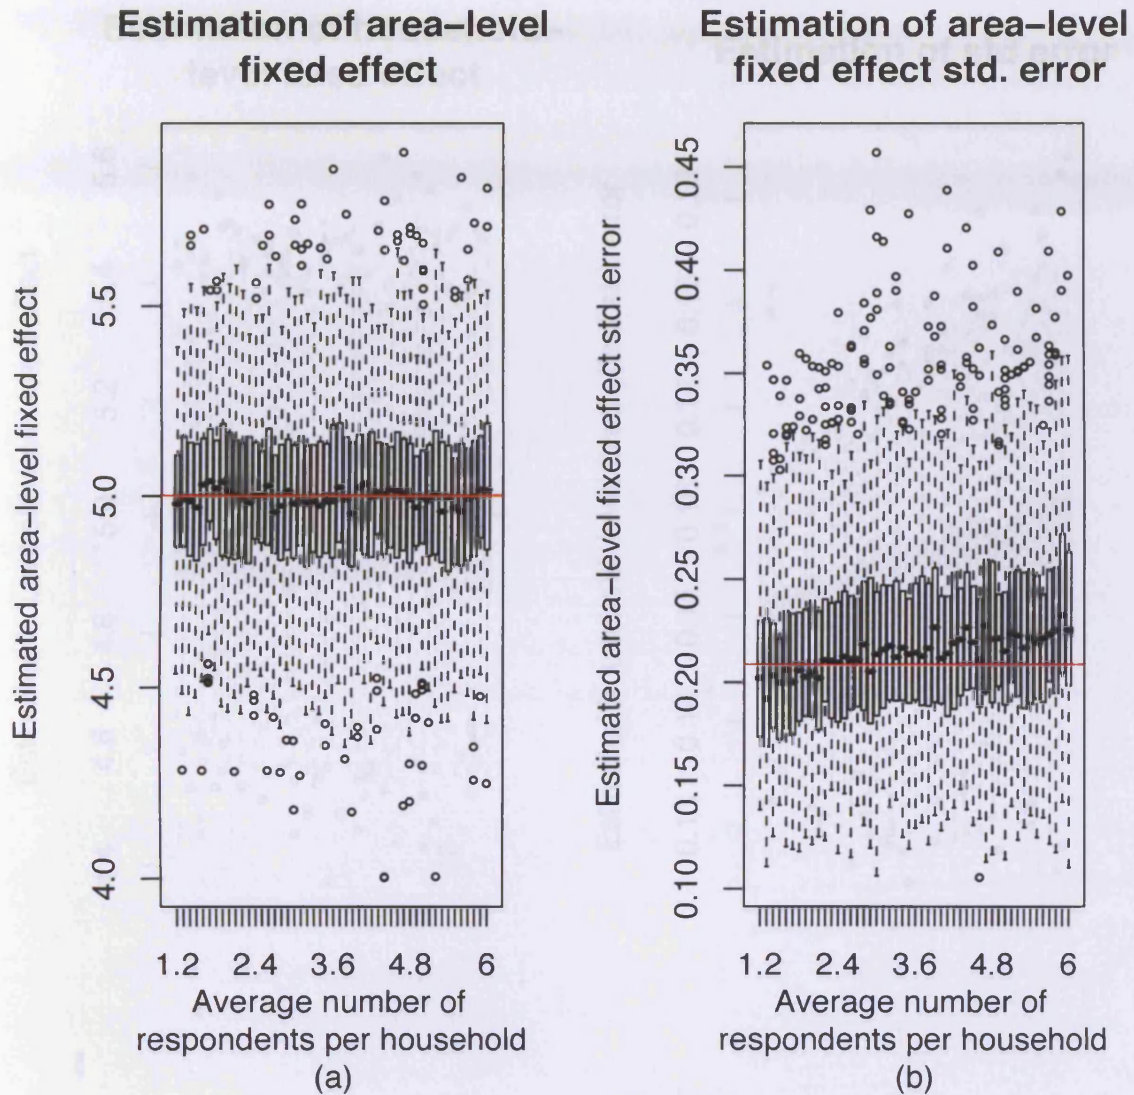 Estimation of area–level
fixed effect
Estimated area–level fixed effect
5.5
5.0
4.5
4.0
1.2 2.4 3.6 4.8 6
Average number of
respondents per household
(a)
Estimation of area–level
fixed effect std. error
Estimated area–level fixed effect std. error
0.45
0.40
0.35
0.30
0.25
0.20
0.15
0.10
1.2 2.4 3.6 4.8 6
Average number of
respondents per household
(b)